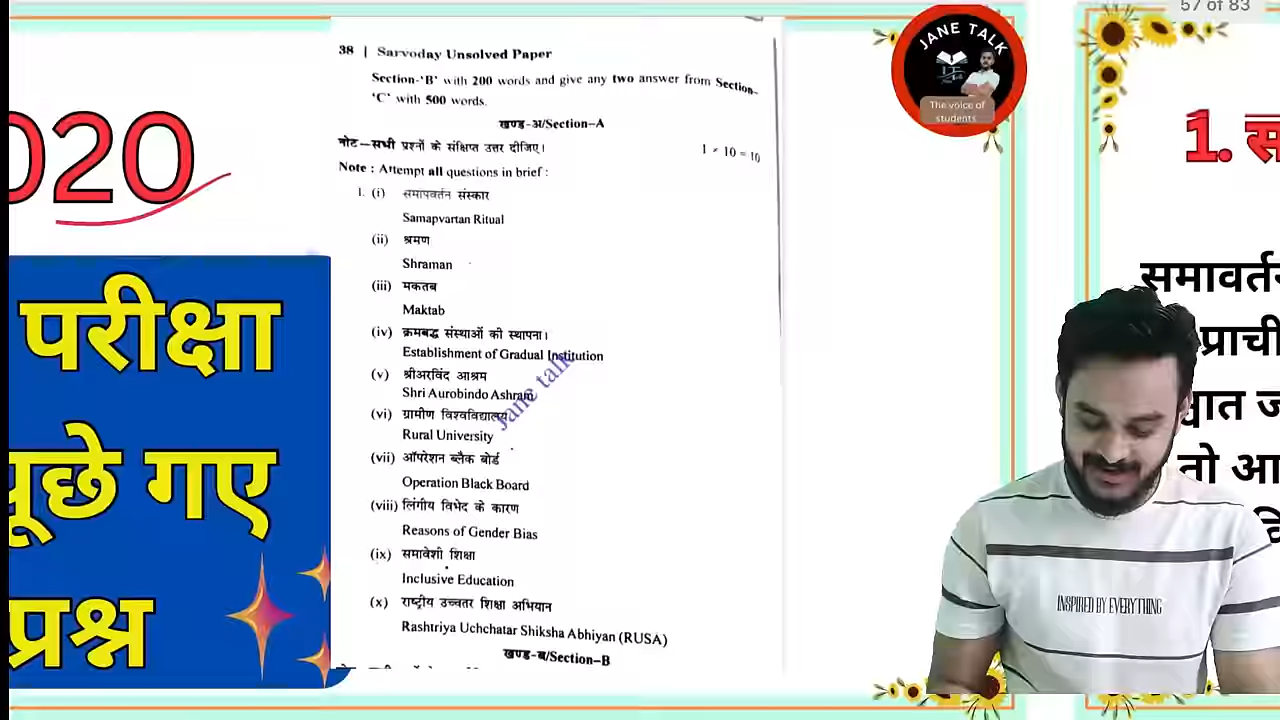 57 of 83
2020
परीक्षा
पूछे गए
प्रश्न
38 | Sarvoday Unsolved Paper
Section-'B' with 200 words and give any two answer from Section-
'C' with 500 words.
खण्ड-अ/Section–A
नोट–सभी प्रश्नों के संक्षिप्त उत्तर दीजिए।
1 × 10 = 10
Note : Attempt all questions in brief :
1. (i) समापवर्तन संस्कार
Samapvartan Ritual
(ii) श्रमण
Shraman
(iii) मकतब
Maktab
(iv) क्रमबद्ध संस्थाओं की स्थापना।
Establishment of Gradual Institution
(v) श्रीअरविंद आश्रम
Shri Aurobindo Ashram
(vi) ग्रामीण विश्वविद्यालय
Rural University
(vii) ऑपरेशन ब्लैक बोर्ड
Operation Black Board
(viii) लिंगीय विभेद के कारण
Reasons of Gender Bias
(ix) समावेशी शिक्षा
Inclusive Education
(x) राष्ट्रीय उच्चतर शिक्षा अभियान
Rashtriya Uchchatar Shiksha Abhiyan (RUSA)
खण्ड-ब/Section–B
Jane talk
JANE TALK
The voice of
students
1.
प्राची
तो
INSPIRED BY EVERYTHING